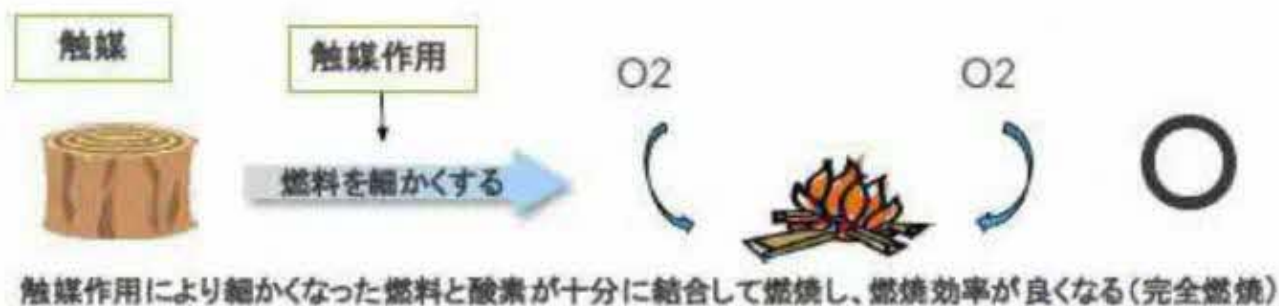 触媒
触媒作用
O2
O2
燃料を細かくする
触媒作用により細かくなった燃料と酸素が十分に結合して燃焼し、燃焼効率が良くなる(完全燃焼)